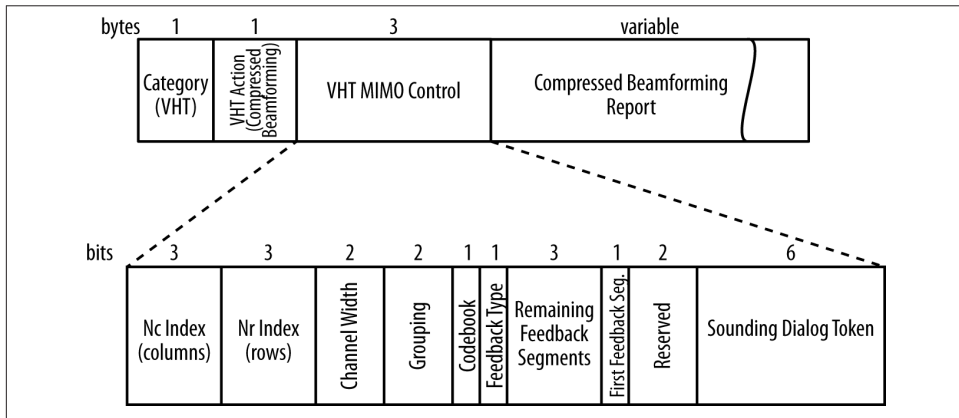 bytes 1 1 3 variable
Category
(VHT)
VHT Action
(Compressed
Beamforming)
VHT MIMO Control
Compressed Beamforming
Report
bits 3 3 2 2 1 1 3 1 2 6
Nc Index
(columns)
Nr Index
(rows)
Channel Width
Grouping
Codebook
Feedback Type
Remaining
Feedback
Segments
First Feedback Seg.
Reserved
Sounding Dialog Token